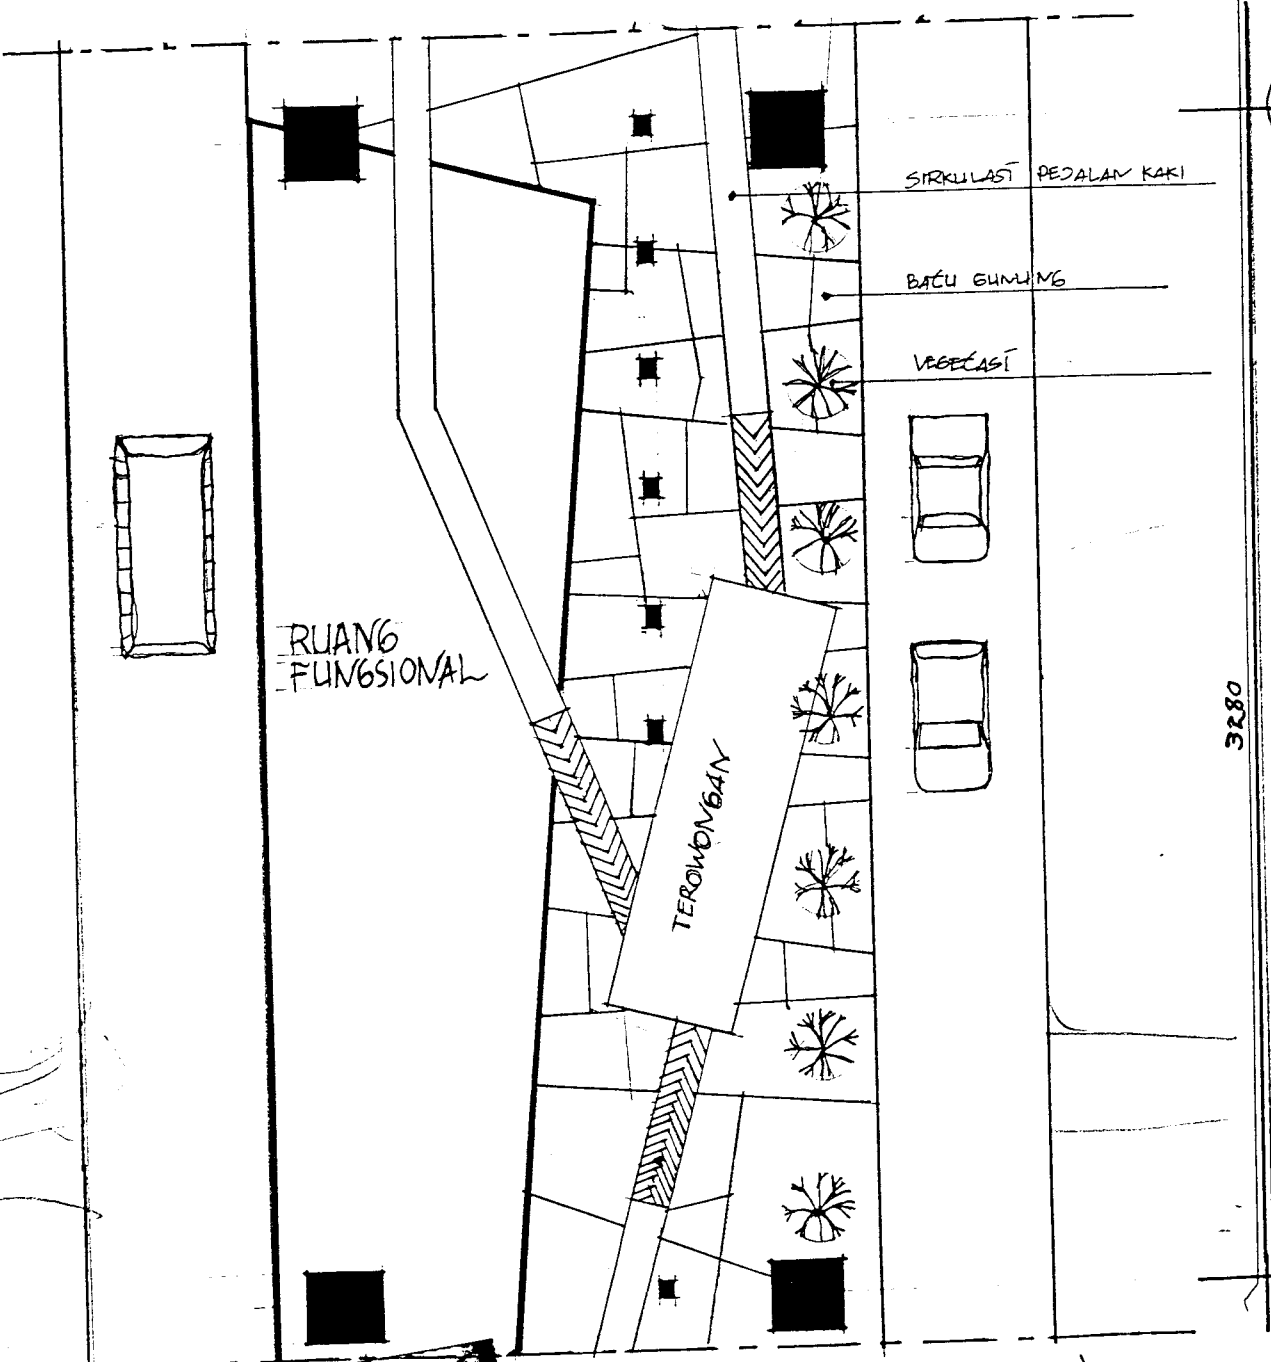 SIRKULASI PEJALAN KAKI
BATU GUNUNG
VEGETASI
RUANG
FUNGSIONAL
3280
TEROWONGAN